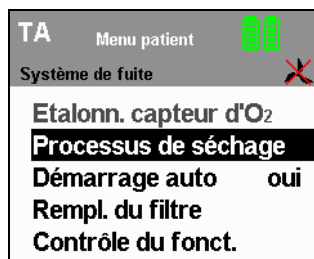 TA Menu patient
Système de fuite
Etalonn. capteur d'O2
Processus de séchage
Démarrage auto oui
Rempl. du filtre
Contrôle du fonct.